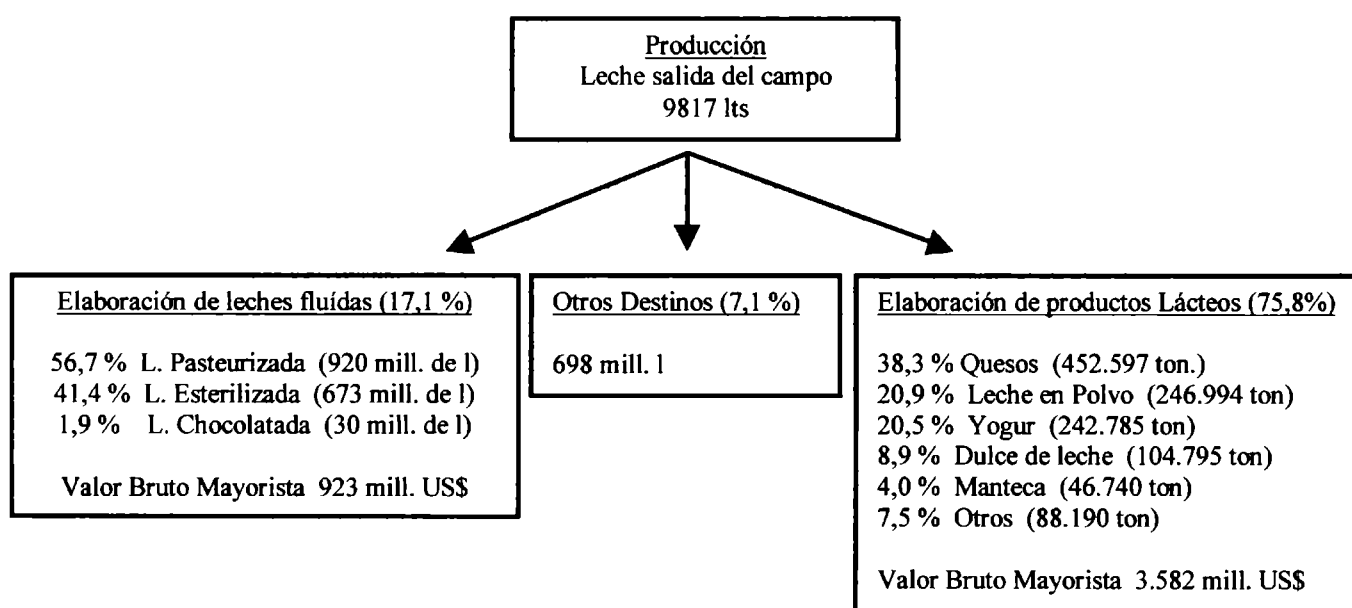 Producción
Leche salida del campo
9817 lts
Elaboración de leches fluídas (17,1 %)
56,7 % L. Pasteurizada (920 mill. de l)
41,4 % L. Esterilizada (673 mill. de l)
1,9 % L. Chocolatada (30 mill. de l)
Valor Bruto Mayorista 923 mill. US$
Otros Destinos (7,1 %)
698 mill. l
Elaboración de productos Lácteos (75,8%)
38,3 % Quesos (452.597 ton.)
20,9 % Leche en Polvo (246.994 ton)
20,5 % Yogur (242.785 ton)
8,9 % Dulce de leche (104.795 ton)
4,0 % Manteca (46.740 ton)
7,5 % Otros (88.190 ton)
Valor Bruto Mayorista 3.582 mill. US$